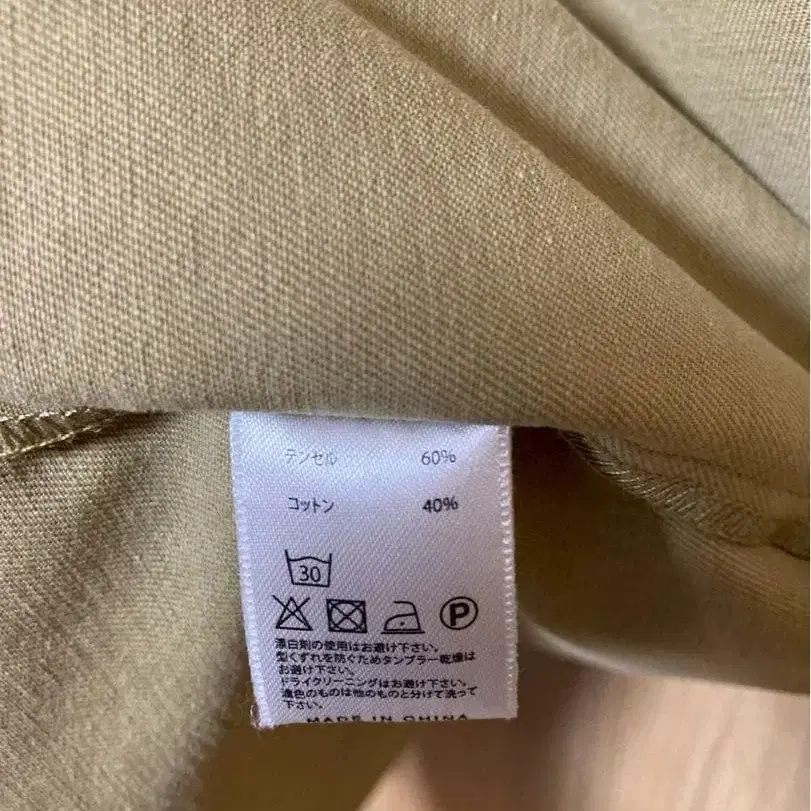 テンセル 60%
コットン 40%
30
P
漂白剤の使用はお避け下さい。
型くずれを防ぐためタンブラー乾燥は
お避け下さい。
ドライクリーニングはお避け下さい。
濃色のものは他のものと分けて洗って
下さい。
MADE IN CHINA